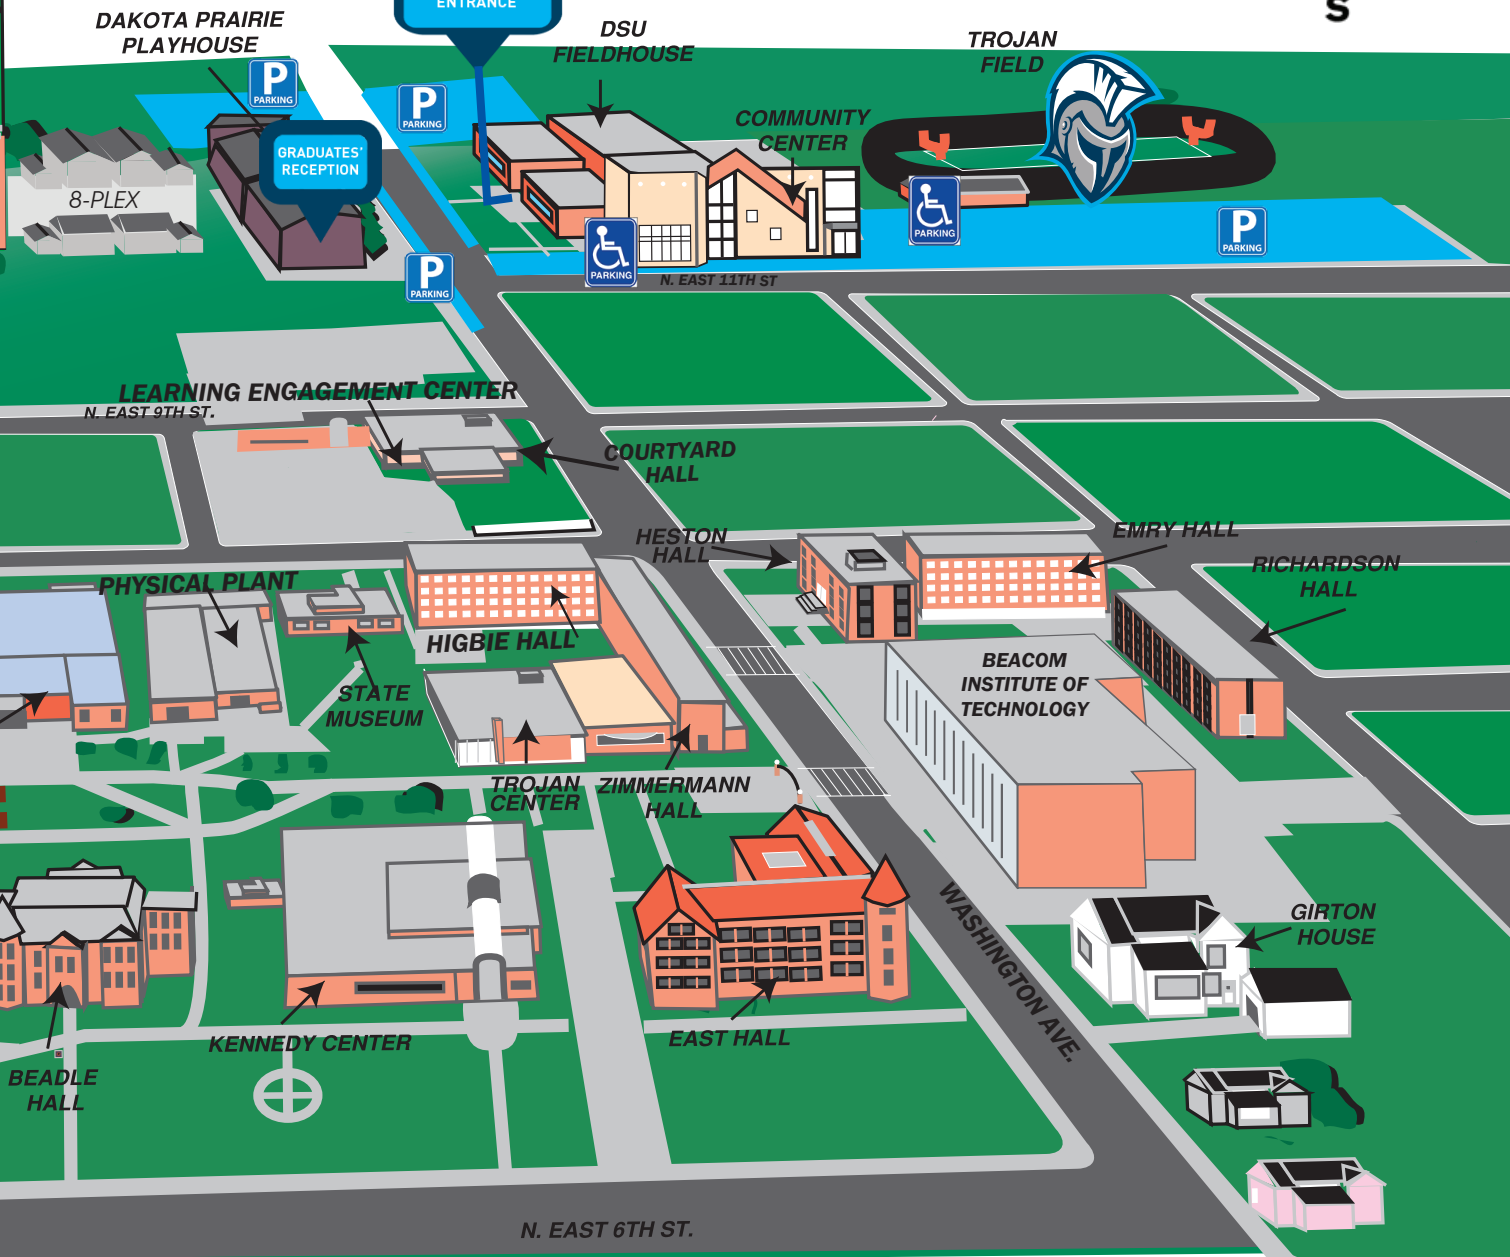 S
ENTRANCE
DAKOTA PRAIRIE
PLAYHOUSE
DSU
FIELDHOUSE
TROJAN
FIELD
P
PARKING
P
PARKING
COMMUNITY
CENTER
GRADUATES'
RECEPTION
8-PLEX
PARKING
P
PARKING
PARKING
P
PARKING
N. EAST 11TH ST
LEARNING ENGAGEMENT CENTER
N. EAST 9TH ST.
COURTYARD
HALL
HESTON
HALL
EMRY HALL
RICHARDSON
HALL
PHYSICAL PLANT
HIGBIE HALL
STATE
MUSEUM
BEACOM
INSTITUTE OF
TECHNOLOGY
TROJAN
CENTER
ZIMMERMANN
HALL
WASHINGTON AVE.
GIRTON
HOUSE
KENNEDY CENTER
EAST HALL
BEADLE
HALL
N. EAST 6TH ST.